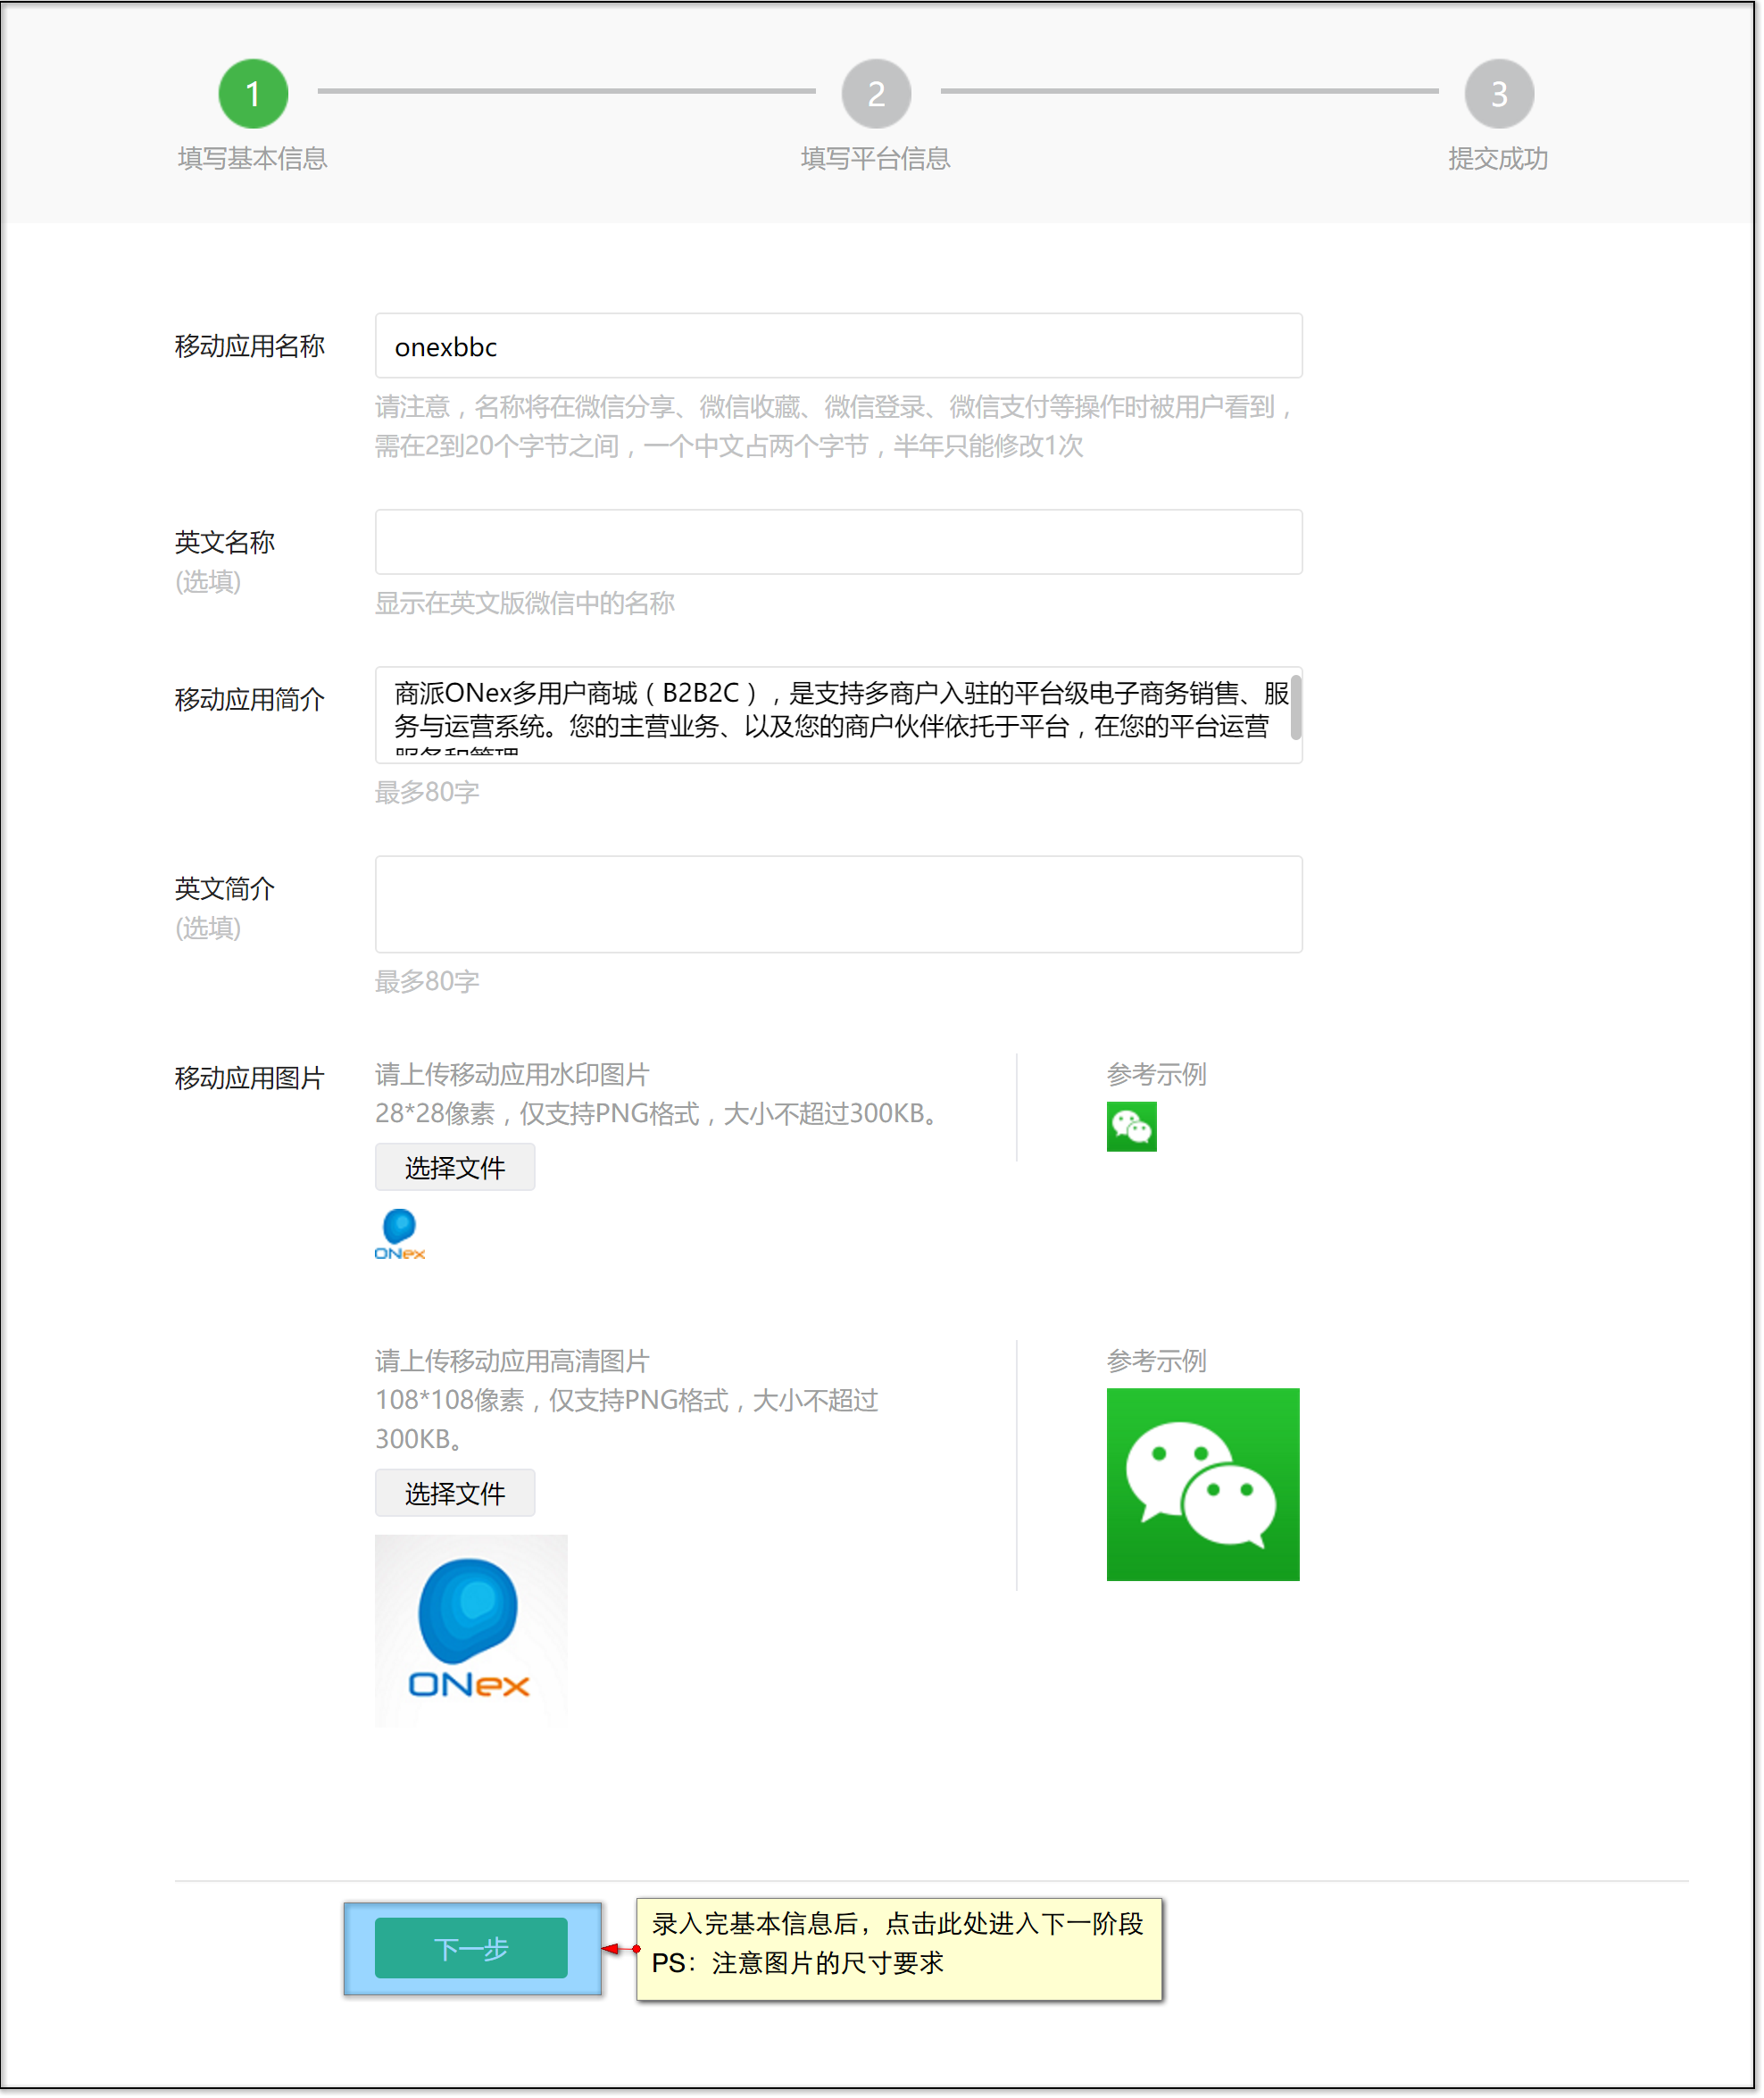 1
2
3
填写基本信息
填写平台信息
提交成功
移动应用名称
onexbbc
请注意，名称将在微信分享、微信收藏、微信登录、微信支付等操作时被用户看到，
需在2到20个字节之间，一个中文占两个字节，半年只能修改1次
英文名称
(选填)
显示在英文版微信中的名称
移动应用简介
商派ONex多用户商城（B2B2C），是支持多商户入驻的平台级电子商务销售、服
务与运营系统。您的主营业务、以及您的商户伙伴依托于平台，在您的平台运营
服务和管理
最多80字
英文简介
(选填)
最多80字
移动应用图片
请上传移动应用水印图片
28*28像素，仅支持PNG格式，大小不超过300KB。
选择文件
ONex
参考示例
请上传移动应用高清图片
108*108像素，仅支持PNG格式，大小不超过
300KB。
选择文件
ONex
参考示例
下一步
录入完基本信息后，点击此处进入下一阶段
PS：注意图片的尺寸要求